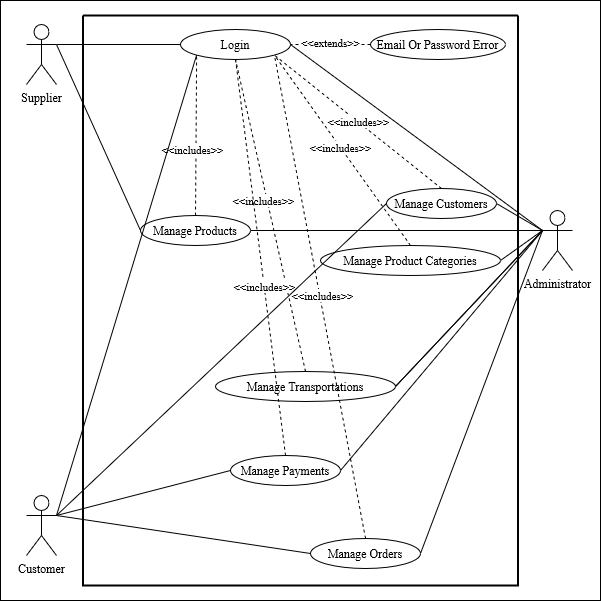 Login
<<extends>>
Email Or Password Error
Supplier
<<includes>>
<<includes>>
<<includes>>
<<includes>>
Manage Customers
Manage Products
Manage Product Categories
Administrator
<<includes>>
<<includes>>
Manage Transportations
Manage Payments
Manage Orders
Customer